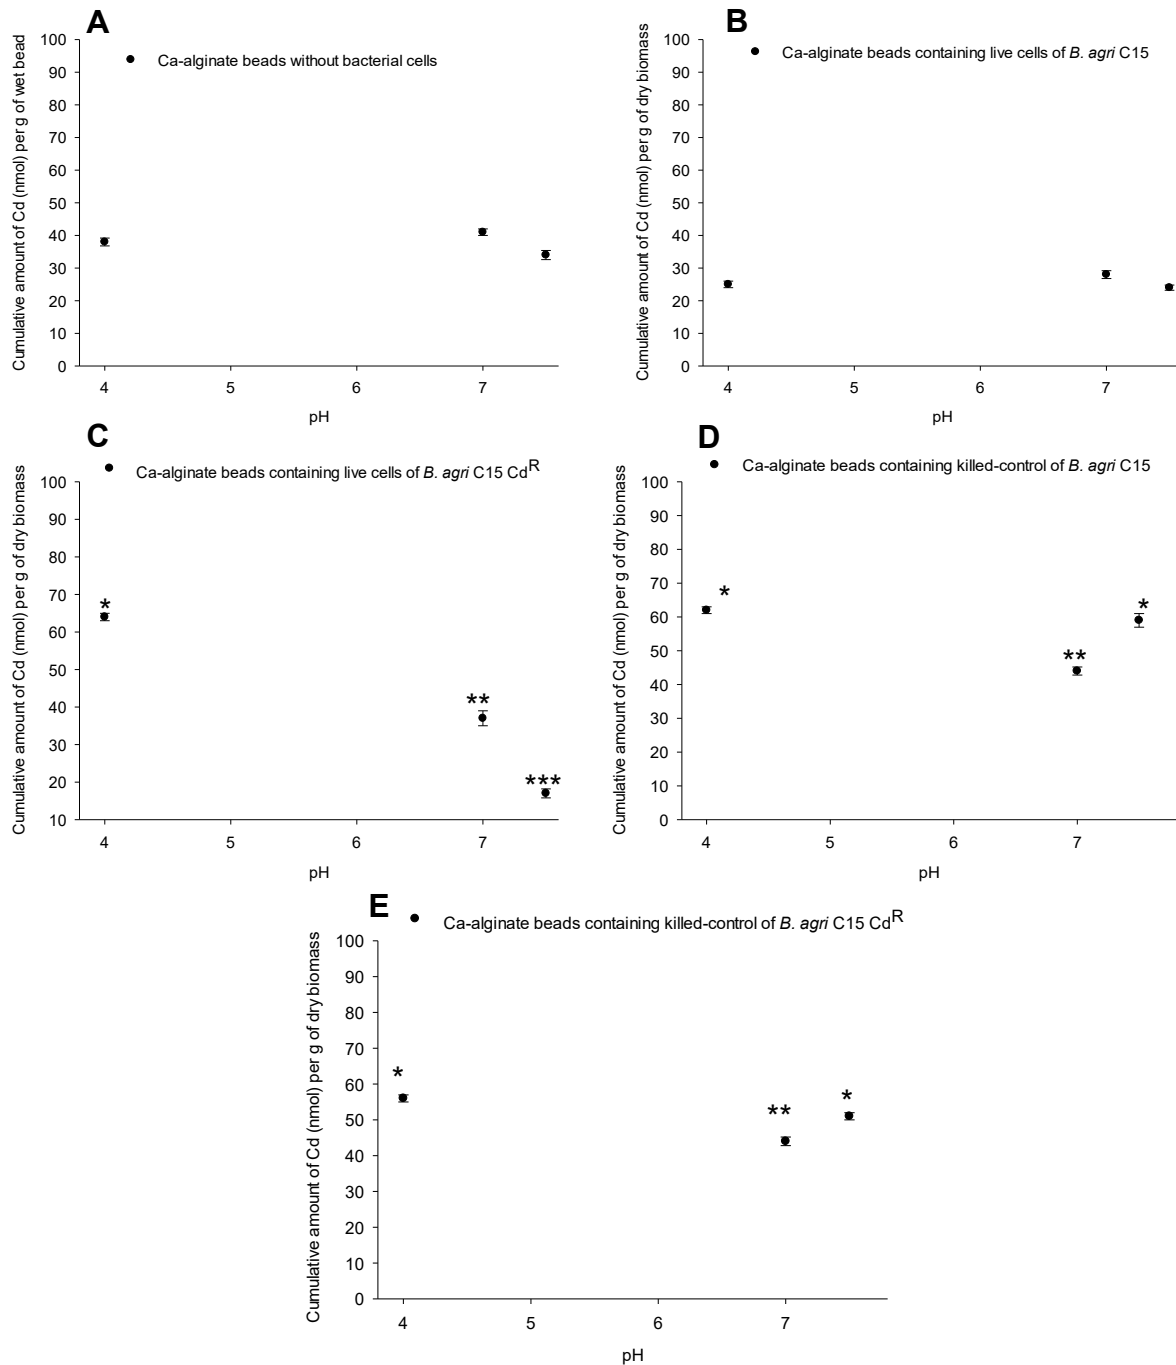 A
Ca-alginate beads without bacterial cells
Cumulative amount of Cd (nmol) per g of wet bead
100
90
80
70
60
50
40
30
20
10
0
4 5 6 7
pH
B
Ca-alginate beads containing live cells of B. agri C15
Cumulative amount of Cd (nmol) per g of dry biomass
100
90
80
70
60
50
40
30
20
10
0
4 5 6 7
pH
C
Ca-alginate beads containing live cells of B. agri C15 Cd^R
Cumulative amount of Cd (nmol) per g of dry biomass
100
90
80
70
60
50
40
30
20
10
*
**
***
4 5 6 7
pH
D
Ca-alginate beads containing killed-control of B. agri C15
Cumulative amount of Cd (nmol) per g of dry biomass
100
90
80
70
60
50
40
30
20
10
0
*
**
*
4 5 6 7
pH
E
Ca-alginate beads containing killed-control of B. agri C15 Cd^R
Cumulative amount of Cd (nmol) per g of dry biomass
100
90
80
70
60
50
40
30
20
10
0
*
**
*
4 5 6 7
pH